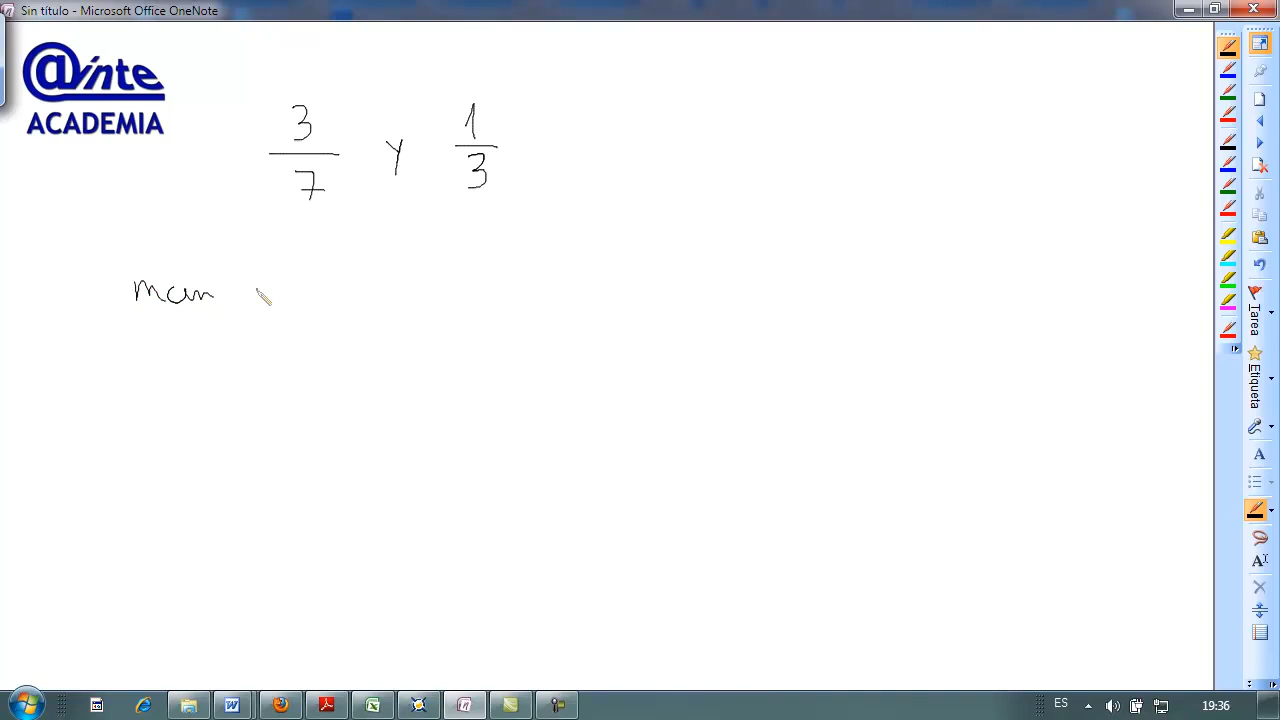 Sin título - Microsoft Office OneNote
@inte
ACADEMIA
3 1
y
7 3
mcm
Tarea
Etiqueta
A
A
ES
19:36